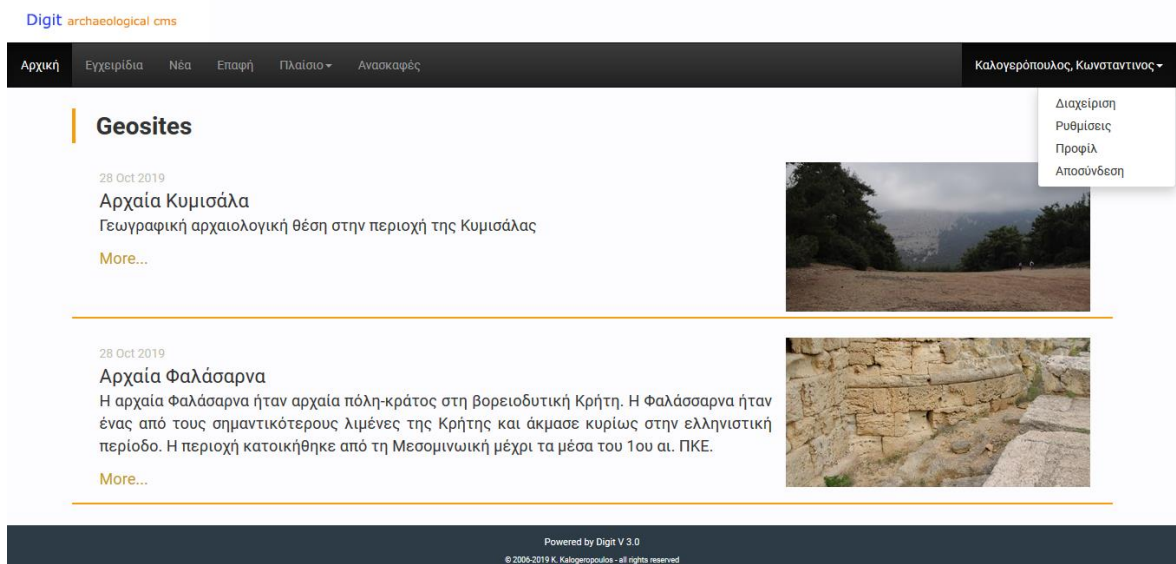 Digit archaeological cms
Αρχική Εγχειρίδια Νέα Επαφή Πλαίσιο Ανασκαφές Καλογερόπουλος, Κωνσταντινος
Διαχείριση
Ρυθμίσεις
Προφίλ
Αποσύνδεση
Geosites
28 Oct 2019
Αρχαία Κυμισάλα
Γεωγραφική αρχαιολογική θέση στην περιοχή της Κυμισάλας
More...
28 Oct 2019
Αρχαία Φαλάσαρνα
Η αρχαία Φαλάσαρνα ήταν αρχαία πόλη-κράτος στη βορειοδυτική Κρήτη. Η Φαλάσσαρνα ήταν
ένας από τους σημαντικότερους λιμένες της Κρήτης και άκμασε κυρίως στην ελληνιστική
περίοδο. Η περιοχή κατοικήθηκε από τη Μεσομινωική μέχρι τα μέσα του 1ου αι. ΠΚΕ.
More...
Powered by Digit V 3.0
© 2006-2019 K. Kalogeropoulos - all rights reserved